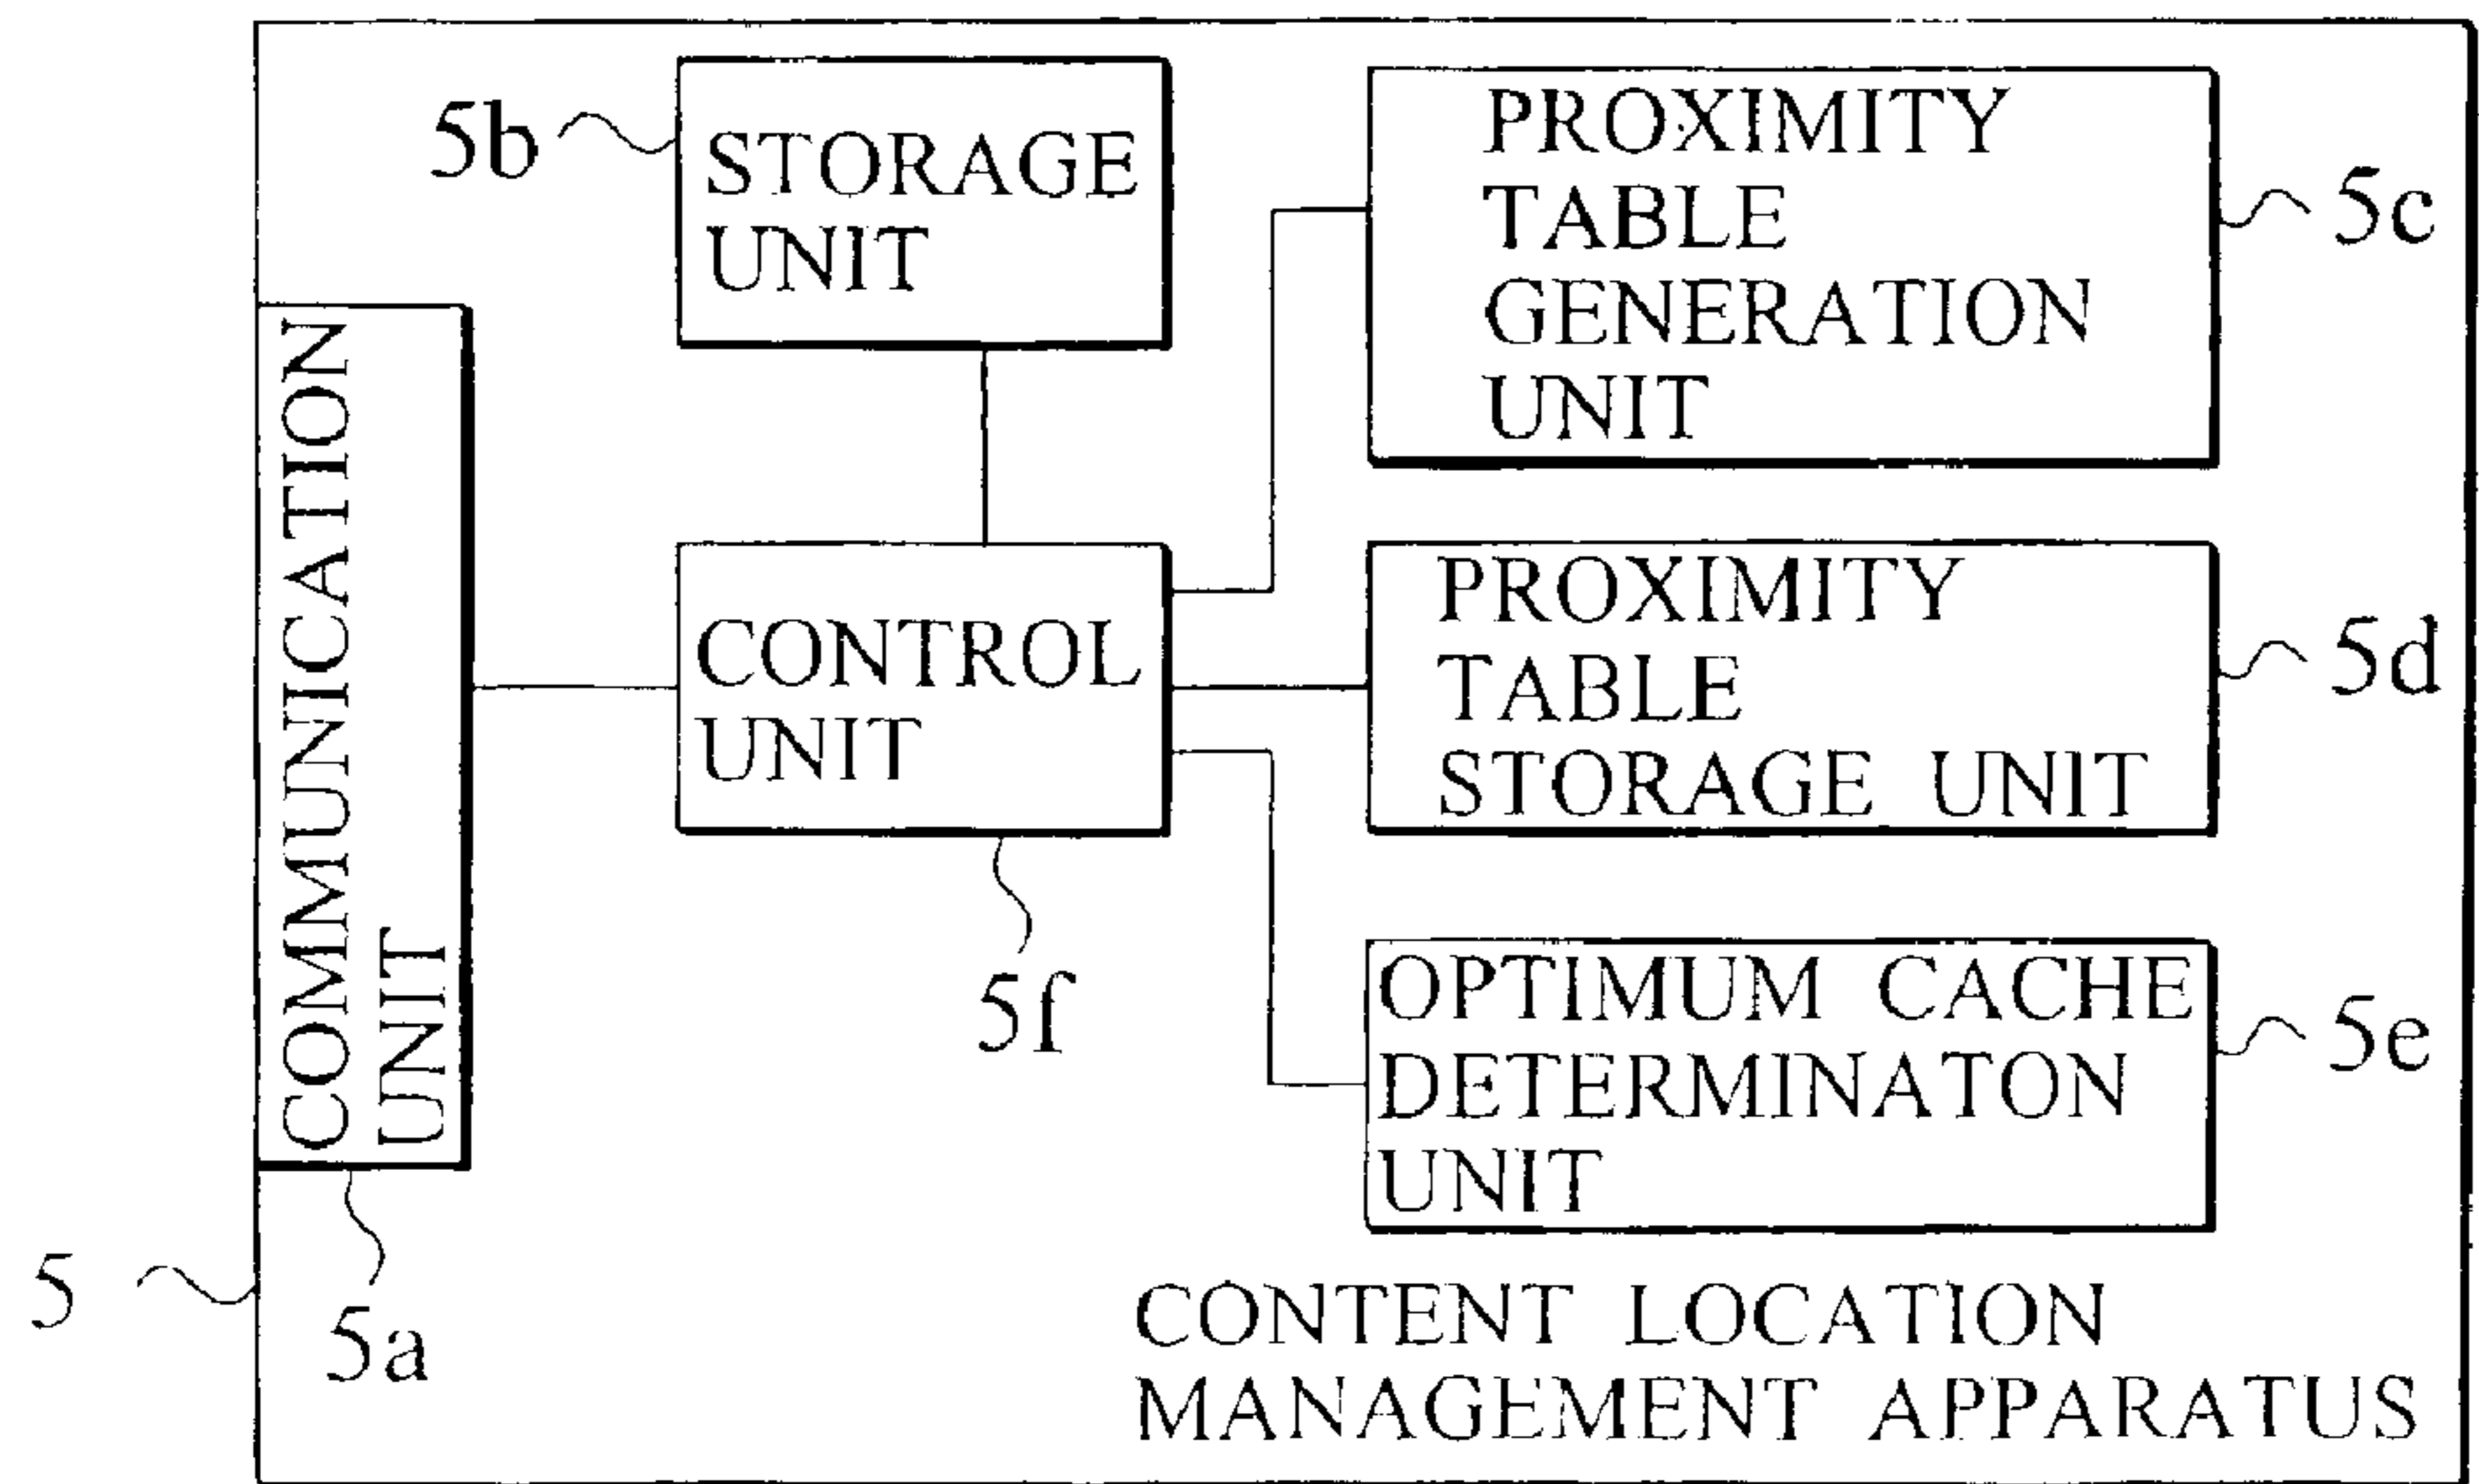 5b
STORAGE
UNIT
PROXIMITY
TABLE
GENERATION
UNIT
5c
COMMUNICATION
UNIT
CONTROL
UNIT
PROXIMITY
TABLE
STORAGE UNIT
5d
5f
OPTIMUM CACHE
DETERMINATON
UNIT
5e
5
5a
CONTENT LOCATION
MANAGEMENT APPARATUS